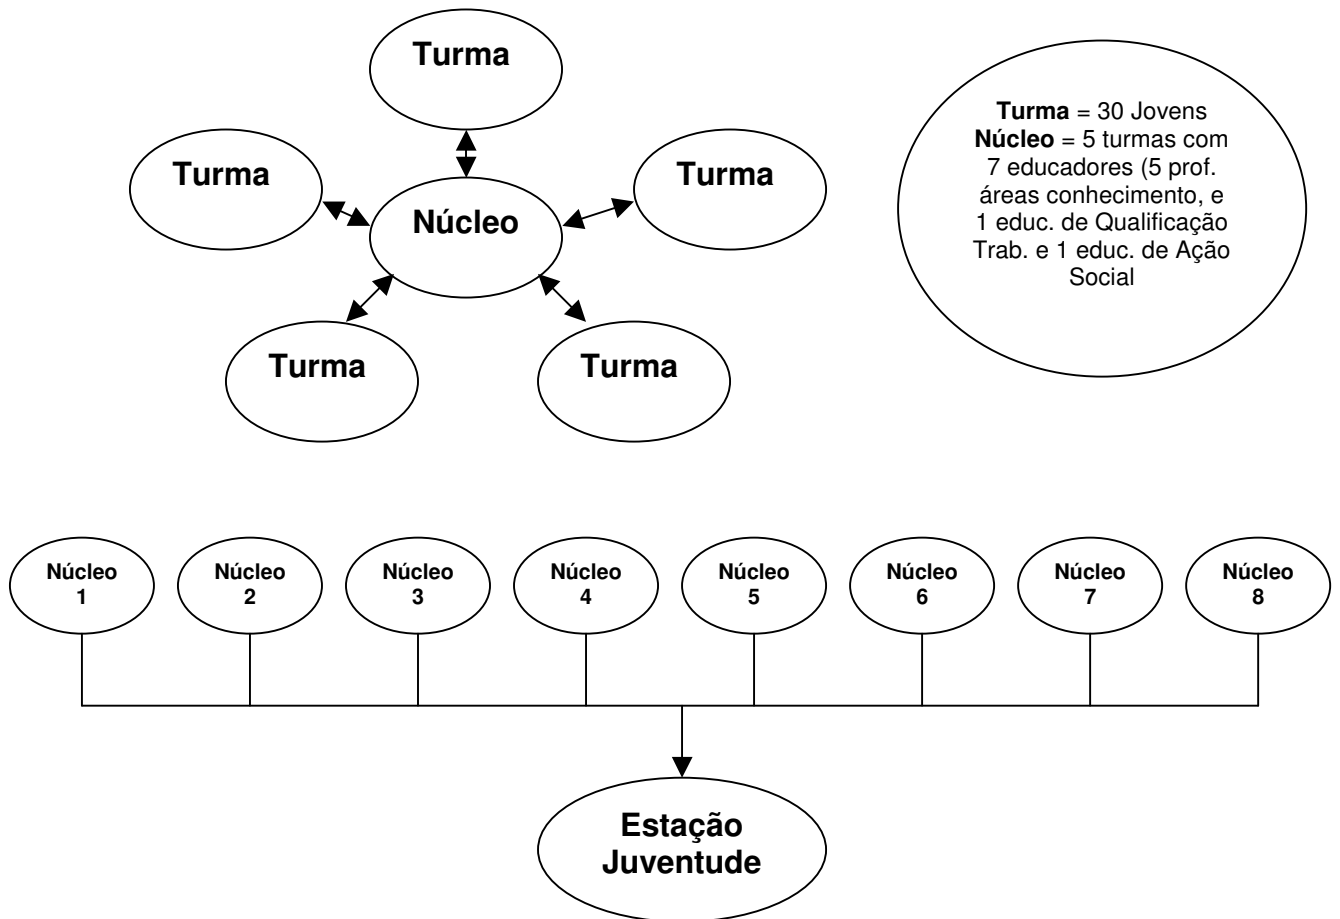 Turma
Turma
Turma
Núcleo
Turma
Turma
Turma = 30 Jovens
Núcleo = 5 turmas com
7 educadores (5 prof.
áreas conhecimento, e
1 educ. de Qualificação
Trab. e 1 educ. de Ação
Social
Núcleo
1
Núcleo
2
Núcleo
3
Núcleo
4
Núcleo
5
Núcleo
6
Núcleo
7
Núcleo
8
Estação
Juventude